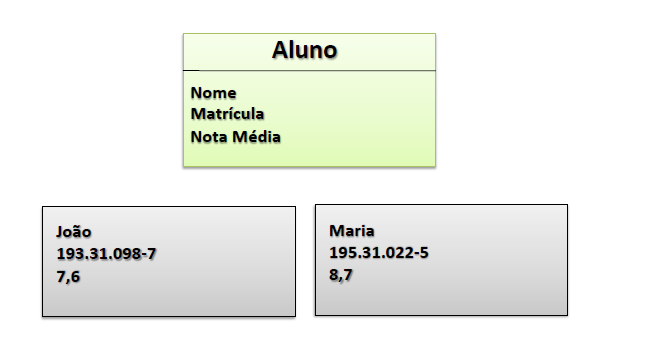 Aluno
Nome
Matrícula
Nota Média
João
193.31.098-7
7,6
Maria
195.31.022-5
8,7